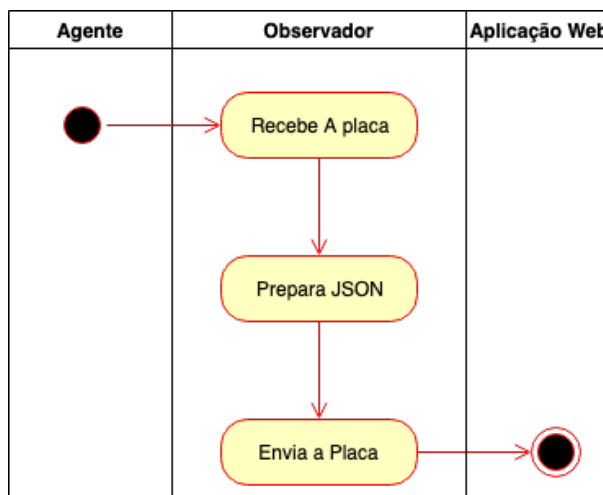 Agente
Observador
Aplicação Web
Recebe A placa
Prepara JSON
Envia a Placa